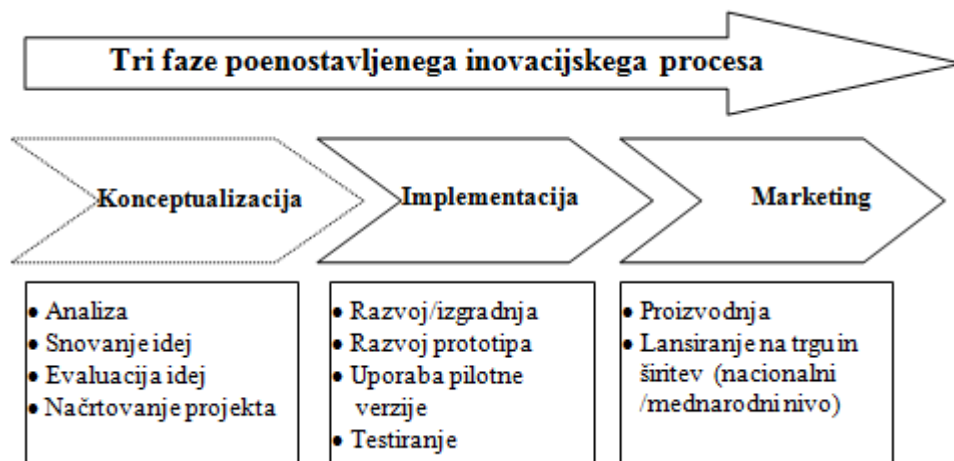 Tri faze poenostavljenega inovacijskega procesa
Konceptualizacija
Implementacija
Marketing
• Analiza
• Snovanje idej
• Evaluacija idej
• Načrtovanje projekta
• Razvoj/izgradnja
• Razvoj prototipa
• Uporaba pilotne
verzije
• Testiranje
• Proizvodnja
• Lansiranje na trgu in
širitev (nacionalni
/mednarodni nivo)